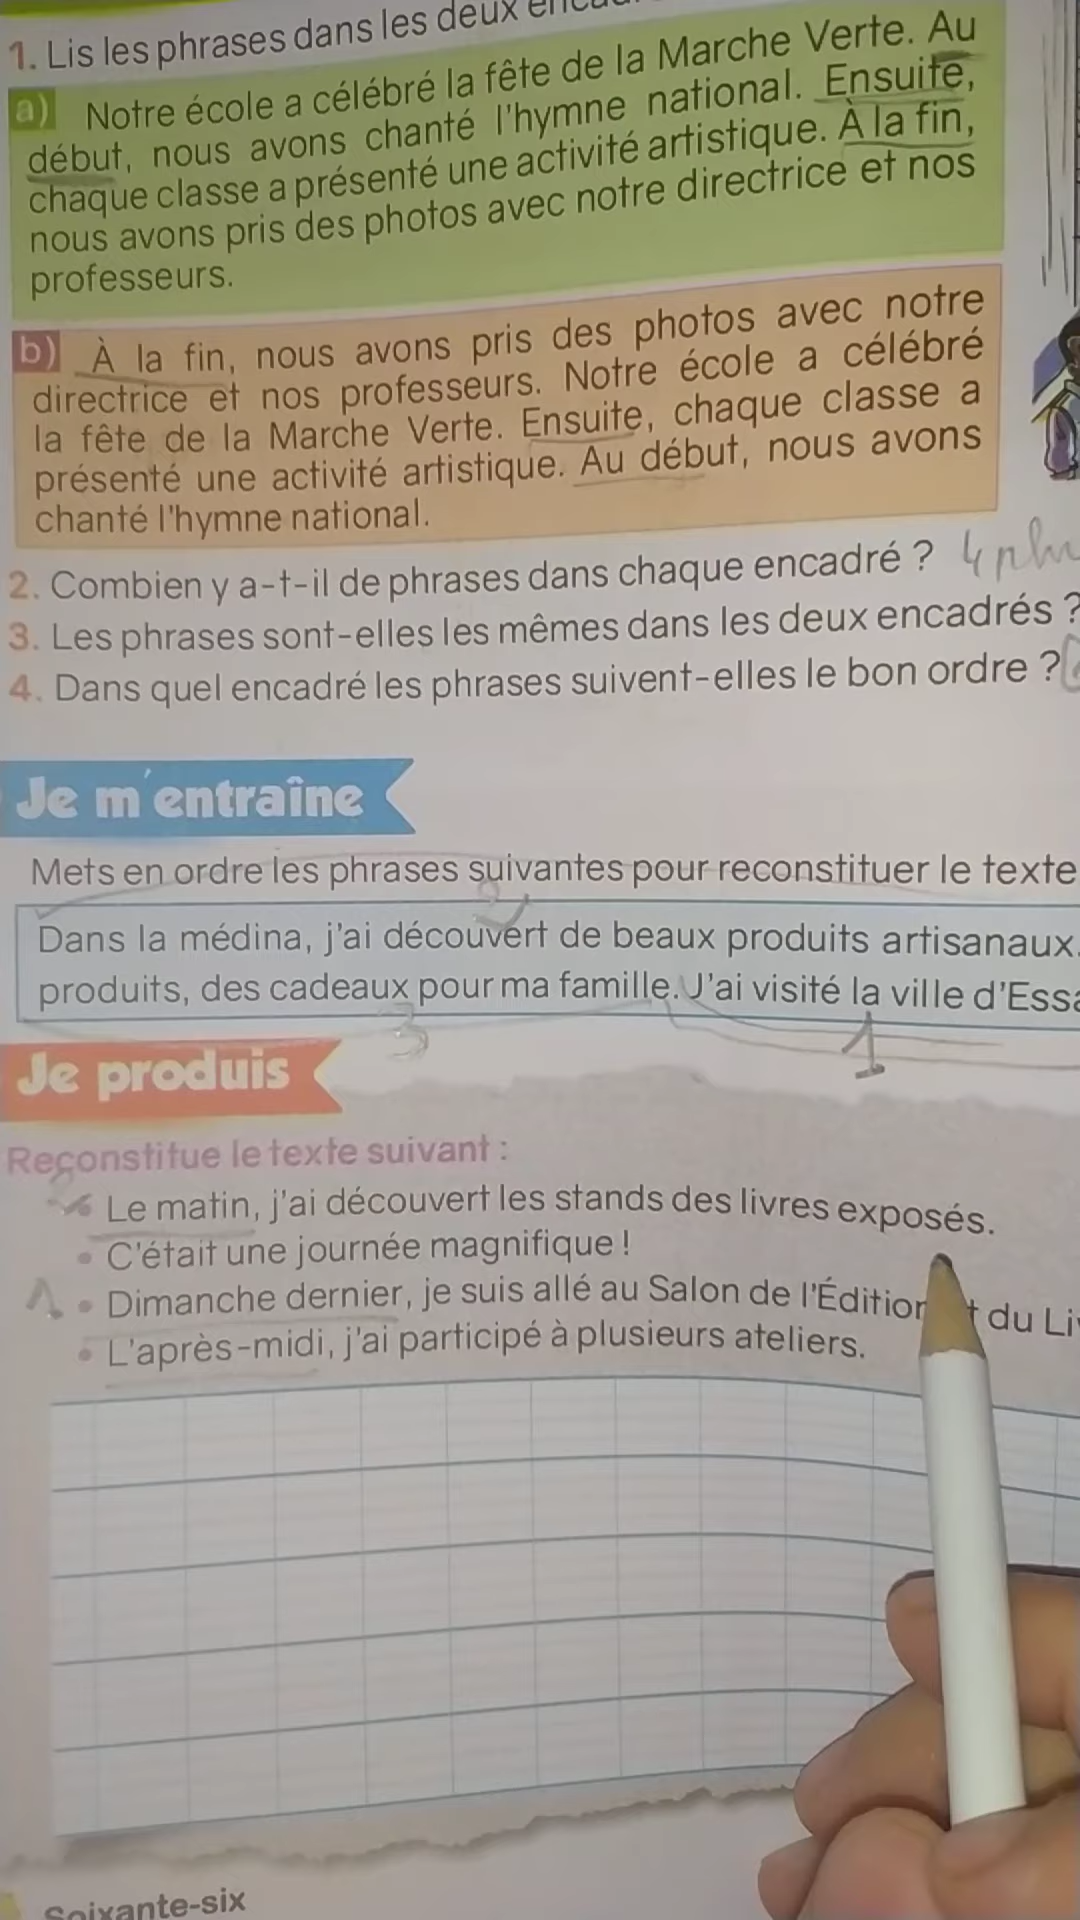 1. Lis les phrases dans les deux
a) Notre école a célébré la fête de la Marche Verte. Au
début, nous avons chanté l'hymne national. Ensuite,
chaque classe a présenté une activité artistique. À la fin,
nous avons pris des photos avec notre directrice et nos
professeurs.
b) À la fin, nous avons pris des photos avec notre
directrice et nos professeurs. Notre école a célébré
la fête de la Marche Verte. Ensuite, chaque classe a
présenté une activité artistique. Au début, nous avons
chanté l'hymne national.
2. Combien y a-t-il de phrases dans chaque encadré ? 4
3. Les phrases sont-elles les mêmes dans les deux encadrés ?
4. Dans quel encadré les phrases suivent-elles le bon ordre ?
Je m'entraîne
Mets en ordre les phrases suivantes pour reconstituer le texte
2
Dans la médina, j'ai découvert de beaux produits artisanaux.
produits, des cadeaux pour ma famille. J'ai visité la ville
3 1
Je produis
Reconstitue le texte suivant :
• Le matin, j'ai découvert les stands des livres exposés.
• C'était une journée magnifique !
1 • Dimanche dernier, je suis allé au Salon de du
• L'après-midi, j'ai participé à plusieurs ateliers.
Soixante-six